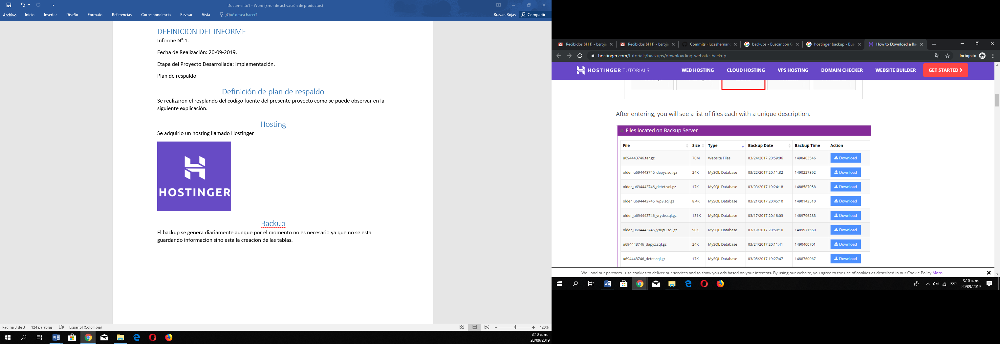 Documento1 - Word (Error de activación de productos)
Archivo Inicio Insertar Diseño Formato Referencias Correspondencia Revisar Vista ¿Qué desea hacer? Brayan Rojas Compartir
DEFINICION DEL INFORME
Informe N°:1.
Fecha de Realización: 20-09-2019.
Etapa del Proyecto Desarrollada: Implementación.
Plan de respaldo
Definición de plan de respaldo
Se realizaron el resplando del codigo fuente del presente proyecto como se puede observar en la
siguiente explicación.
Hosting
Se adquirio un hosting llamado Hostinger
HOSTINGER
Backup
El backup se genera diariamente aunque por el momento no es necesario ya que no se esta
guardando informacion sino esta la creacion de las tablas.
Página 3 de 3 124 palabras Español (Colombia) 120%
3:10 a. m.
20/09/2019
Recibidos (411) - bsroja Recibidos (411) - bsroja Commits · lucashernanc backups - Buscar con G hostinger backup - Bus How to Download a Bac
hostinger.com/tutorials/backups/downloading-website-backup Incógnito
HOSTINGER TUTORIALS WEB HOSTING CLOUD HOSTING VPS HOSTING DOMAIN CHECKER WEBSITE BUILDER GET STARTED
After entering, you will see a list of files each with a unique description.
Files located on Backup Server
File Size Type Backup Date Backup Time Action
u694443746.tar.gz 70M Website Files 03/24/2017 20:59:06 1490403546 Download
older_u694443746_dapyz.sql.gz 24K MySQL Database 03/22/2017 20:11:32 1490227892 Download
older_u694443746_detet.sql.gz 17K MySQL Database 03/03/2017 19:24:18 1488587058 Download
older_u694443746_wp3.sql.gz 8.4K MySQL Database 03/21/2017 20:45:10 1490143510 Download
older_u694443746_yryde.sql.gz 131K MySQL Database 03/17/2017 20:18:03 1489796283 Download
older_u694443746_ysugu.sql.gz 90K MySQL Database 03/19/2017 20:59:10 1489971550 Download
u694443746_dapyz.sql.gz 24K MySQL Database 03/24/2017 20:11:41 1490400701 Download
u694443746_detet.sql.gz 17K MySQL Database 03/05/2017 19:27:47 1488760067 Download
We - and our partners - use cookies to deliver our services and to show you ads based on your interests. By using our website, you agree to the use of cookies as described in our Cookie Policy More.
ESP
3:10 a. m.
20/09/2019